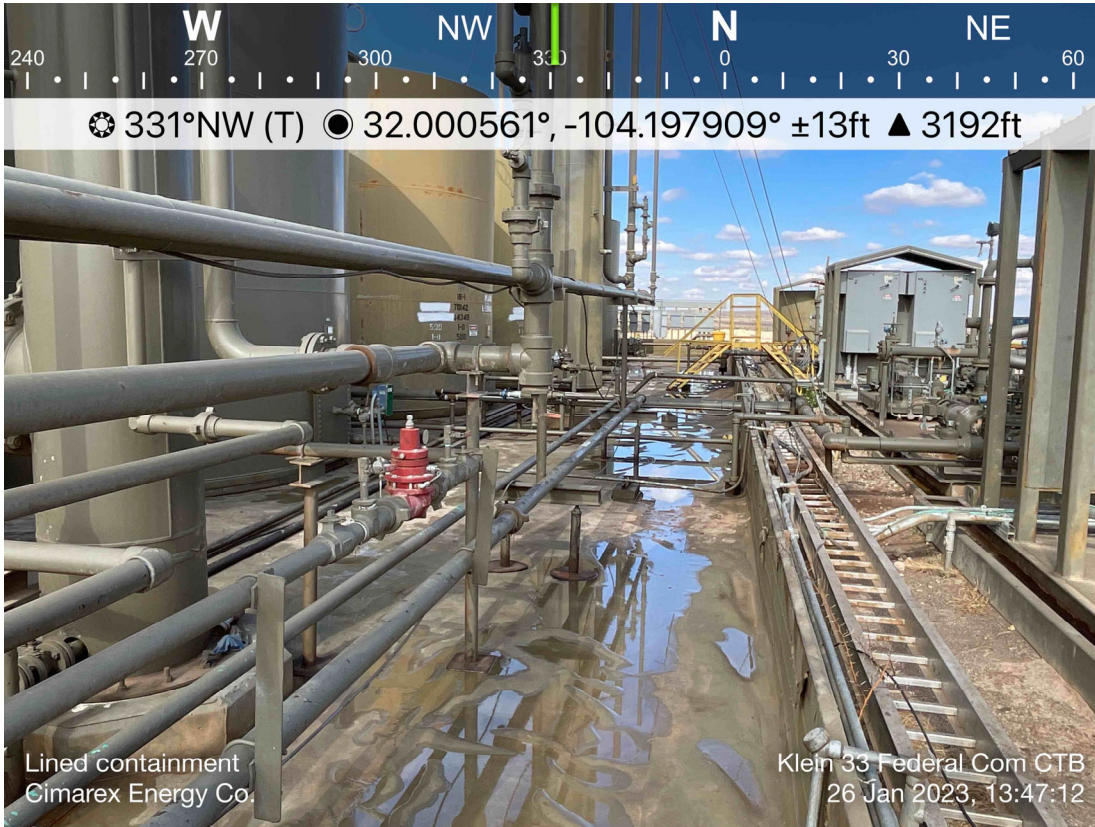 W NW N NE
240 270 300 330 0 30 60
331°NW (T) 32.000561°, -104.197909° ±13ft ▲ 3192ft
Lined containment
Cimarex Energy Co.
Klein 33 Federal Com CTB
26 Jan 2023, 13:47:12